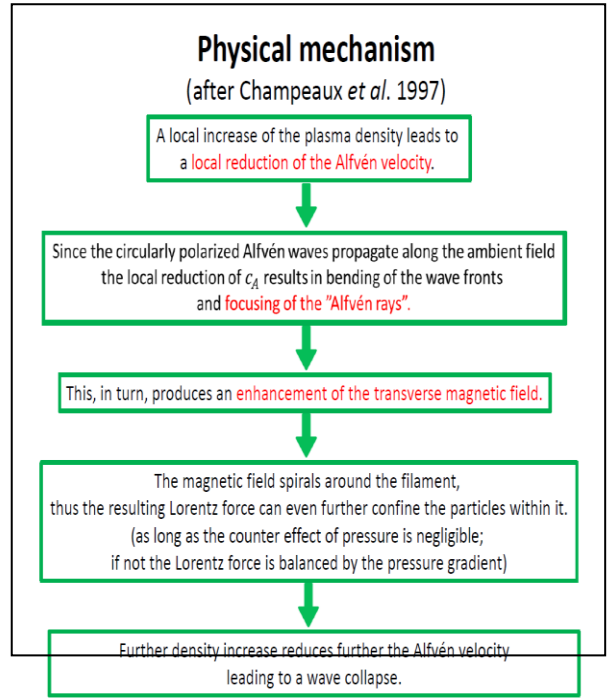 Physical mechanism
(after Champeaux et al. 1997)
A local increase of the plasma density leads to
a local reduction of the Alfvén velocity.
Since the circularly polarized Alfvén waves propagate along the ambient field
the local reduction of c_A results in bending of the wave fronts
and focusing of the ”Alfvén rays”.
This, in turn, produces an enhancement of the transverse magnetic field.
The magnetic field spirals around the filament,
thus the resulting Lorentz force can even further confine the particles within it.
(as long as the counter effect of pressure is negligible;
if not the Lorentz force is balanced by the pressure gradient)
Further density increase reduces further the Alfvén velocity
leading to a wave collapse.